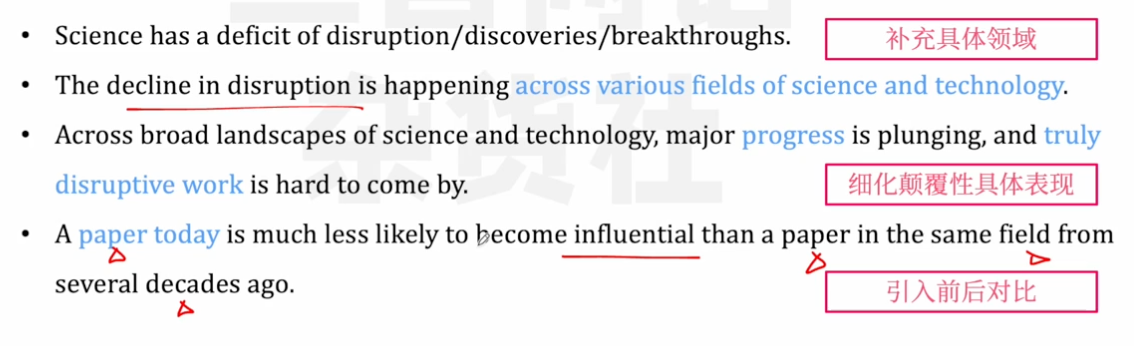 • Science has a deficit of disruption/discoveries/breakthroughs.
补充具体领域
• The decline in disruption is happening across various fields of science and technology.
• Across broad landscapes of science and technology, major progress is plunging, and truly
disruptive work is hard to come by.
细化颠覆性具体表现
• A paper today is much less likely to become influential than a paper in the same field from
several decades ago.
引入前后对比
杂货社